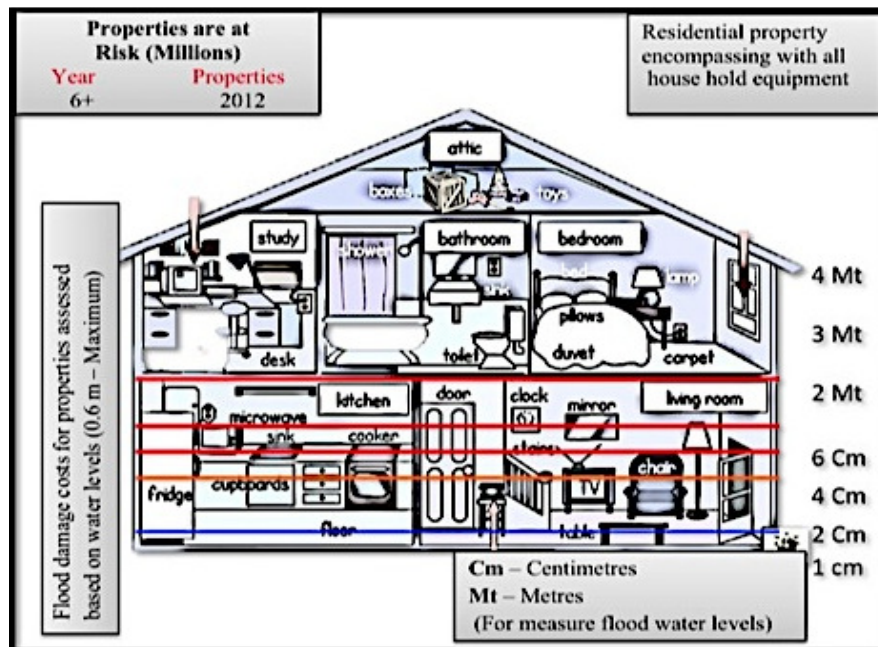 Properties are at
Risk (Millions)
Year Properties
6+ 2012
Residential property
encompassing with all
house hold equipment
attic
boxes toys
study shower bathroom bedroom
sink bed lamp
pillows
desk toilet duvet carpet
4 Mt
3 Mt
2 Mt
6 Cm
4 Cm
2 Cm
1 cm
kitchen door clock living room
microwave mirror
sink cooker stairs
fridge cupboards TV chair
floor table
Flood damage costs for properties assessed
based on water levels (0.6 m – Maximum)
Cm – Centimetres
Mt – Metres
(For measure flood water levels)